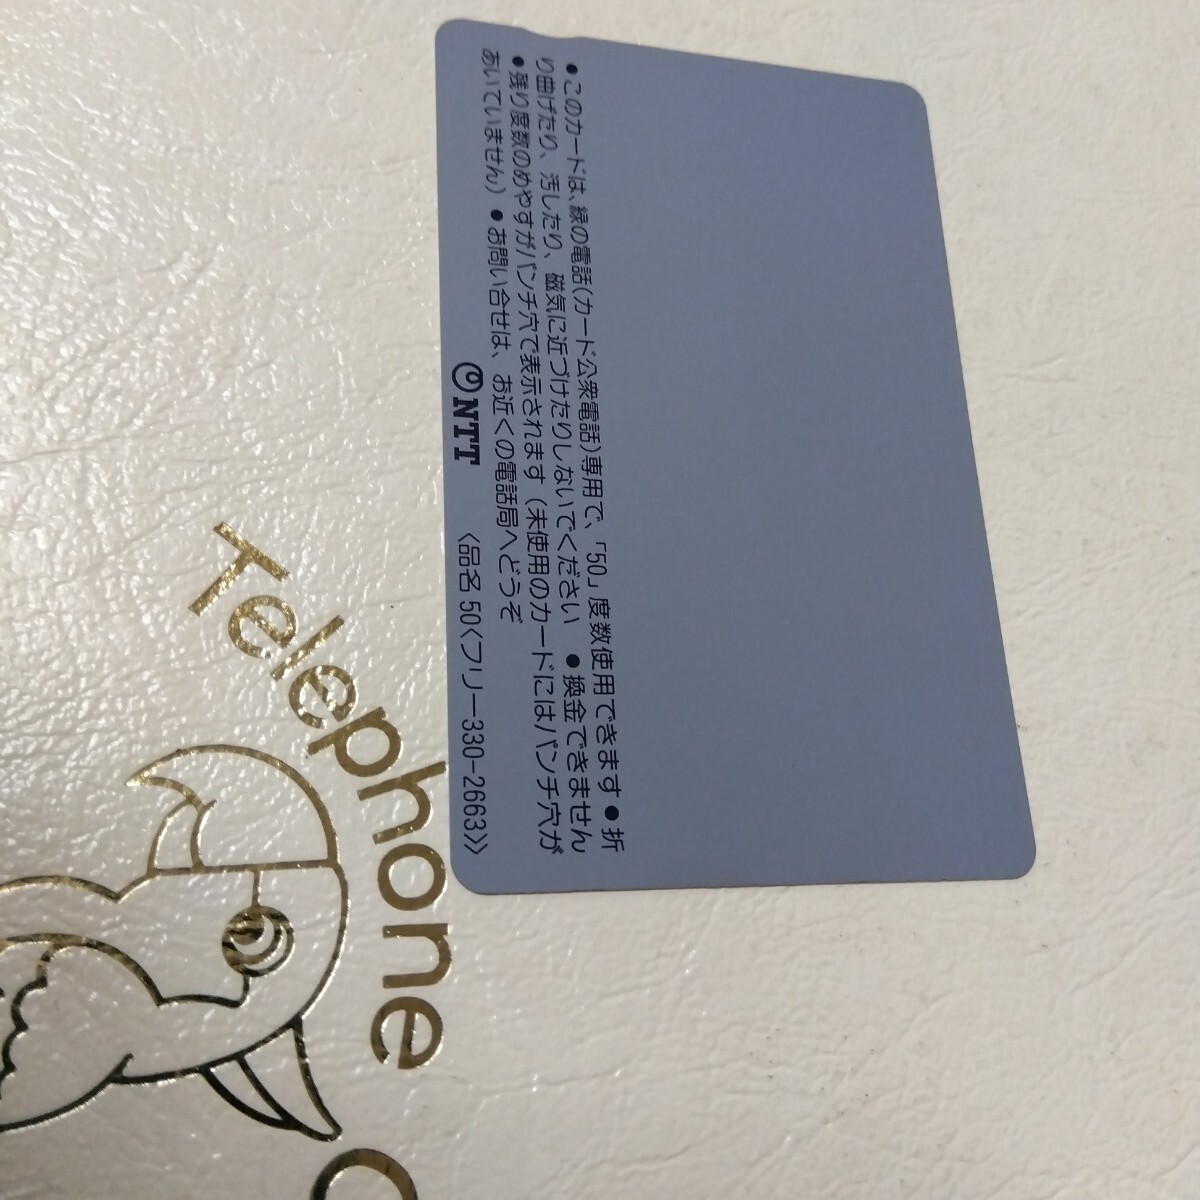 ●このカードは、緑の電話(カード公衆電話)専用で、「50」度数使用できます ●折
り曲げたり、汚したり、磁気に近づけたりしないでください ●換金できません
●残り度数のめやすがパンチ穴で表示されます (未使用のカードにはパンチ穴が
あいていません) ●お問い合せは、お近くの電話局へどうぞ
NTT 〈品名 50〈フリー330-2663〉〉
Telephone